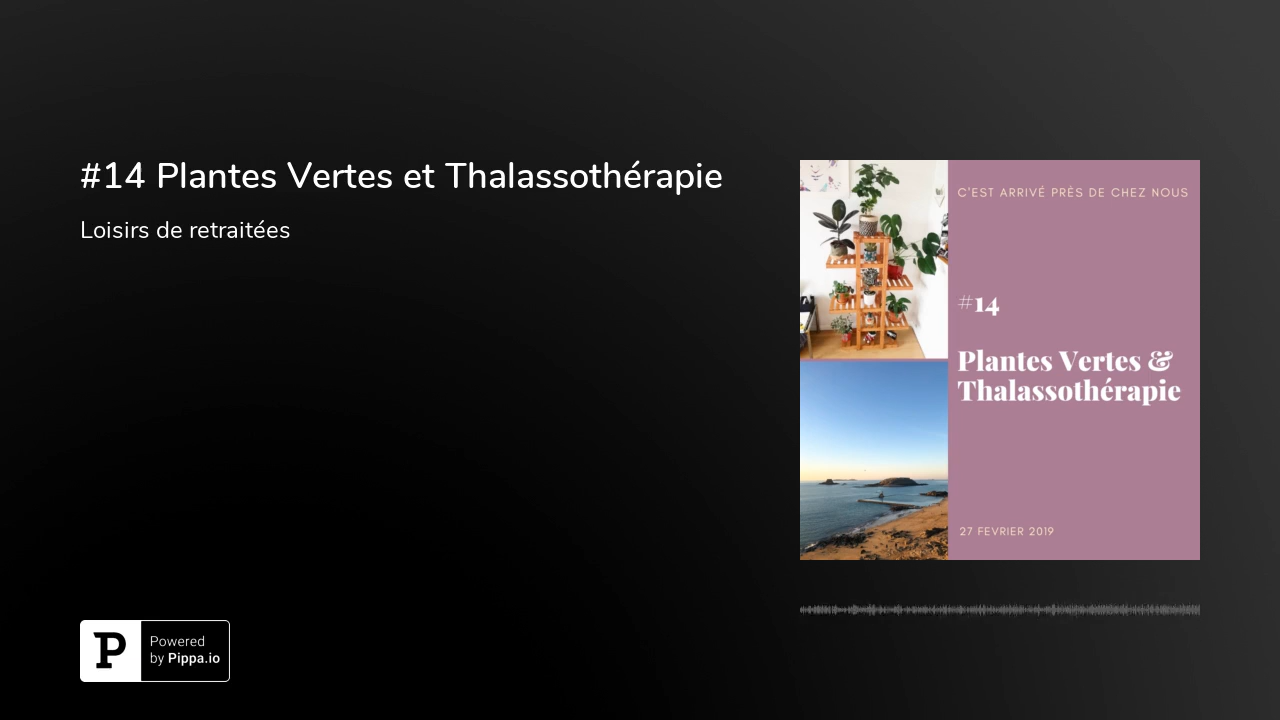 #14 Plantes Vertes et Thalassothérapie
Loisirs de retraitées
C'EST ARRIVÉ PRÈS DE CHEZ NOUS
#14
Plantes Vertes &
Thalassothérapie
27 FEVRIER 2019
P
Powered
by Pippa.io